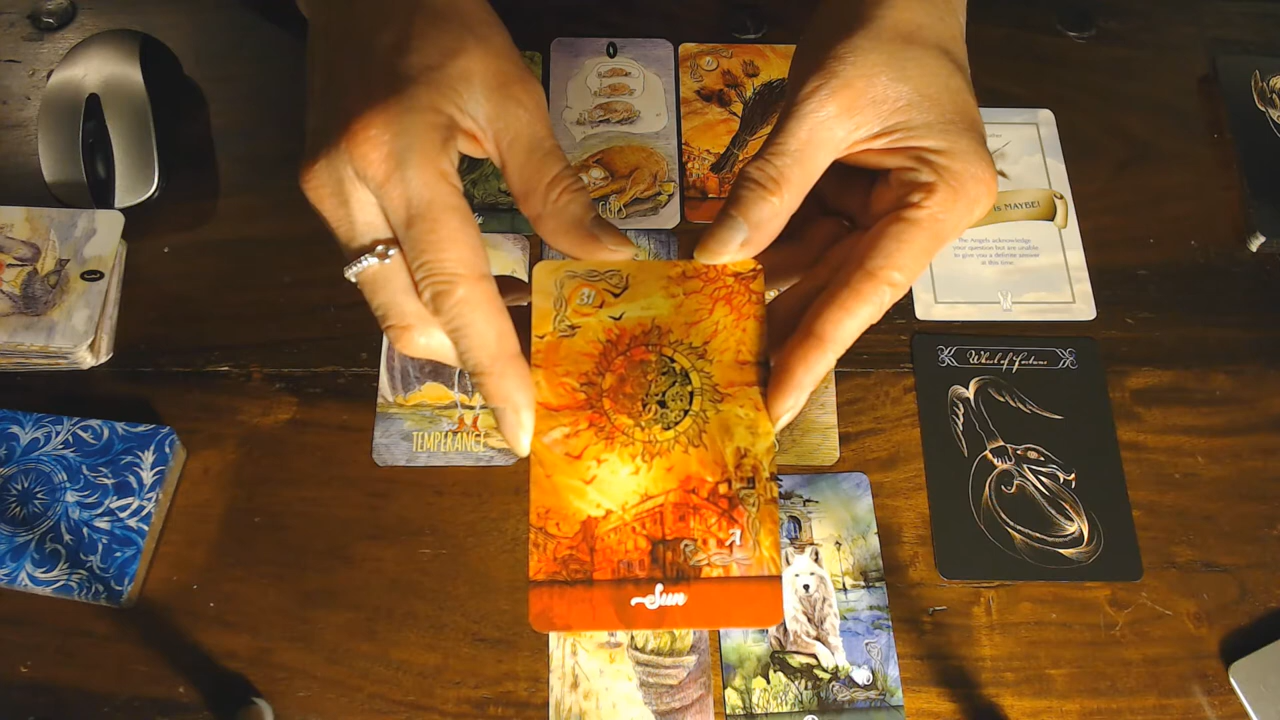 CUPS
is MAYBE!
The Angels acknowledge
your question but are unable
to give you a definite answer
at this time.
31
Wheel of Fortune
TEMPERANCE
Sun